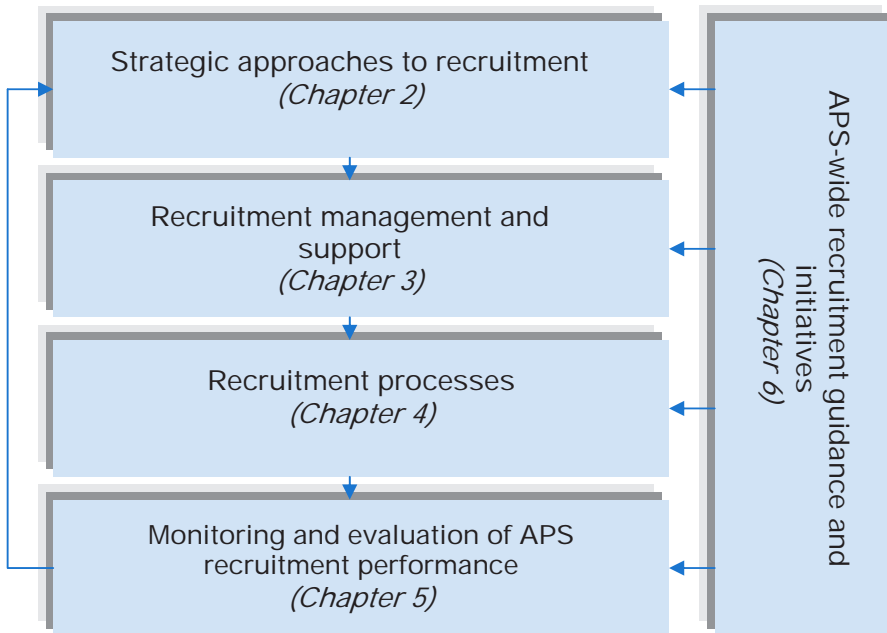 Strategic approaches to recruitment
(Chapter 2)
Recruitment management and
support
(Chapter 3)
Recruitment processes
(Chapter 4)
Monitoring and evaluation of APS
recruitment performance
(Chapter 5)
APS-wide recruitment guidance and
initiatives
(Chapter 6)